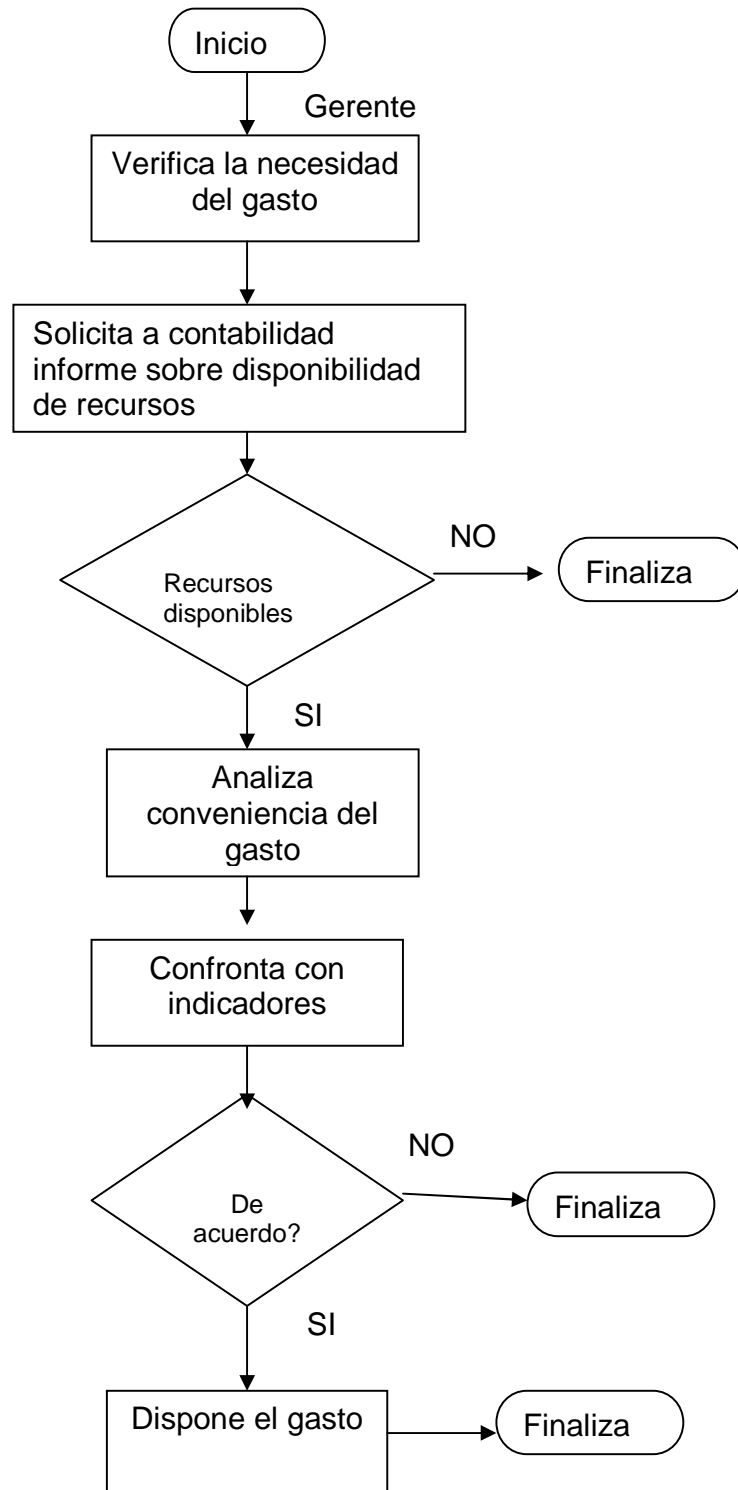 Inicio
Gerente
Verifica la necesidad
del gasto
Solicita a contabilidad
informe sobre disponibilidad
de recursos
NO
Recursos
disponibles
Finaliza
SI
Analiza
conveniencia del
gasto
Confronta con
indicadores
NO
De
acuerdo?
Finaliza
SI
Dispone el gasto
Finaliza